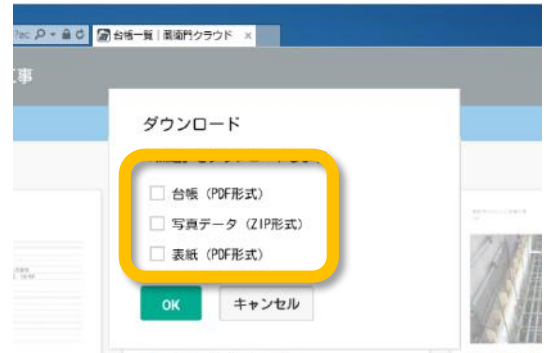 台帳一覧 | 蔵衛門クラウド ×
事
ダウンロード
台帳 (PDF形式)
写真データ (ZIP形式)
表紙 (PDF形式)
OK キャンセル